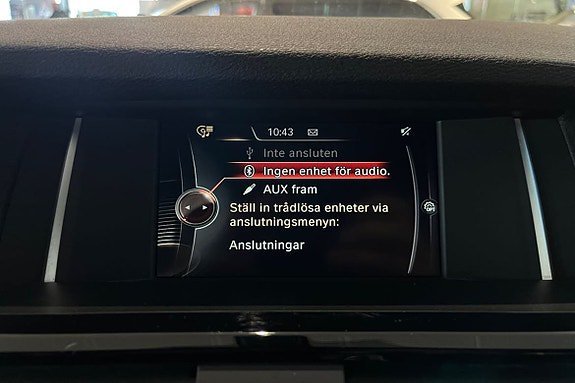 10:43
Inte ansluten
Ingen enhet för audio.
AUX fram
Ställ in trådlösa enheter via
anslutningsmenyn:
Anslutningar